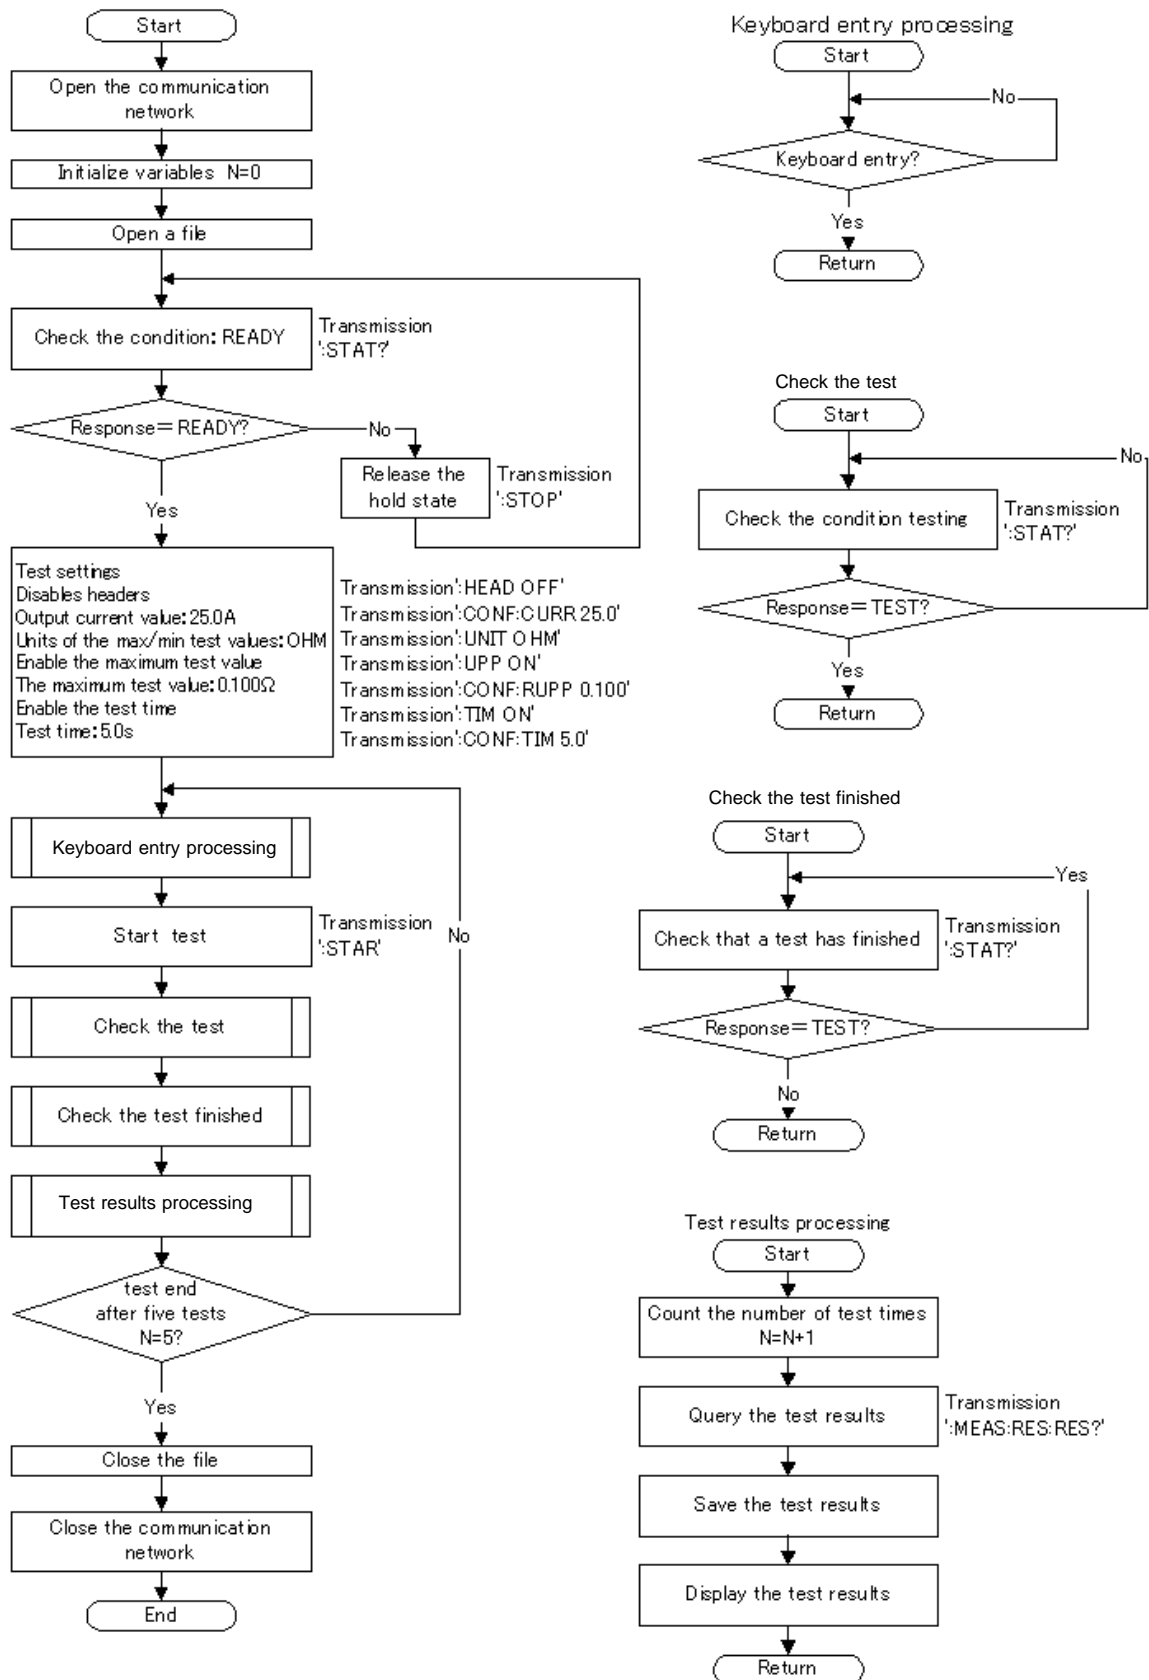 Start
Open the communication
network
Initialize variables N=0
Open a file
Check the condition: READY
Transmission
':STAT?'
Response=READY?
No
Release the
hold state
Transmission
':STOP'
Yes
Test settings
Disables headers
Output current value:25.0A
Units of the max/min test values:OHM
Enable the maximum test value
The maximum test value:0.100Ω
Enable the test time
Test time:5.0s
Transmission':HEAD OFF'
Transmission':CONF:CURR 25.0'
Transmission':UNIT OHM'
Transmission':UPP ON'
Transmission':CONF:RUPP 0.100'
Transmission':TIM ON'
Transmission':CONF:TIM 5.0'
Keyboard entry processing
Start test
Transmission
':STAR'
No
Check the test
Check the test finished
Test results processing
test end
after five tests
N=5?
Yes
Close the file
Close the communication
network
End
Keyboard entry processing
Start
No
Keyboard entry?
Yes
Return
Check the test
Start
No
Check the condition testing
Transmission
':STAT?'
Response=TEST?
Yes
Return
Check the test finished
Start
Yes
Check that a test has finished
Transmission
':STAT?'
Response=TEST?
No
Return
Test results processing
Start
Count the number of test times
N=N+1
Query the test results
Transmission
':MEAS:RES:RES?'
Save the test results
Display the test results
Return